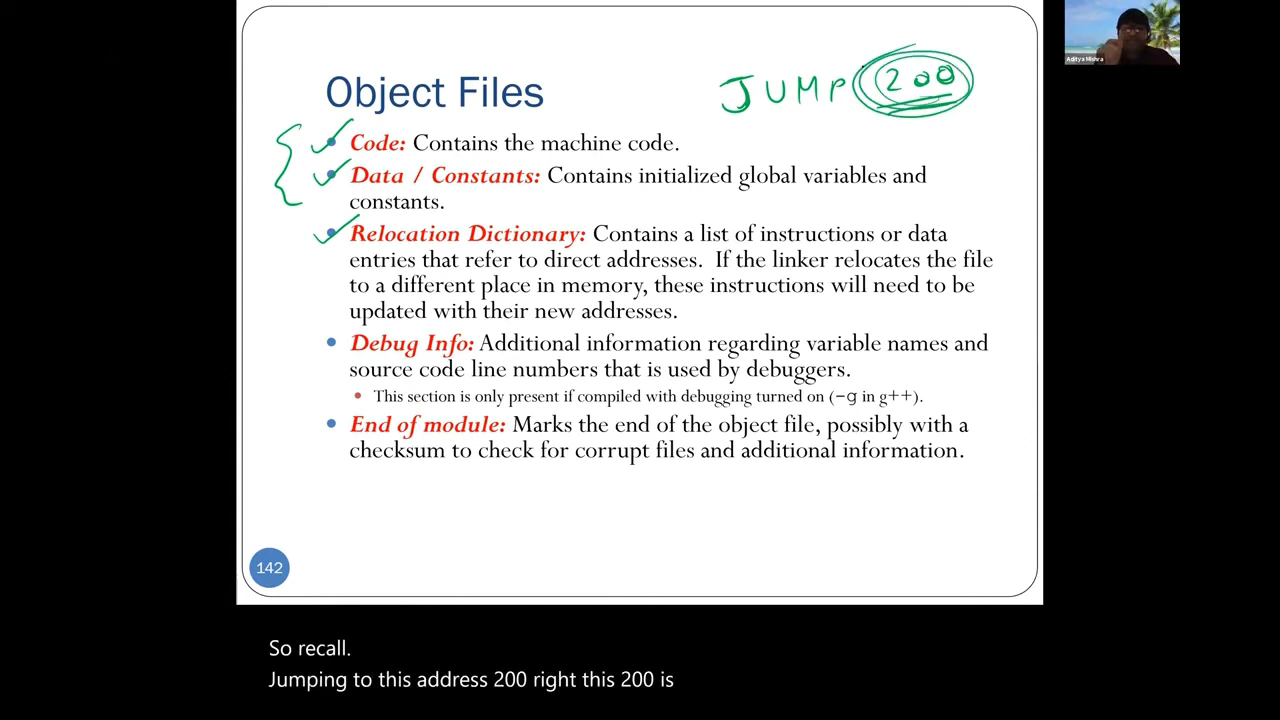 Object Files
JUMP 200
Aditya Mishra
Code: Contains the machine code.
Data / Constants: Contains initialized global variables and
constants.
Relocation Dictionary: Contains a list of instructions or data
entries that refer to direct addresses. If the linker relocates the file
to a different place in memory, these instructions will need to be
updated with their new addresses.
Debug Info: Additional information regarding variable names and
source code line numbers that is used by debuggers.
This section is only present if compiled with debugging turned on (-g in g++).
End of module: Marks the end of the object file, possibly with a
checksum to check for corrupt files and additional information.
142
So recall.
Jumping to this address 200 right this 200 is